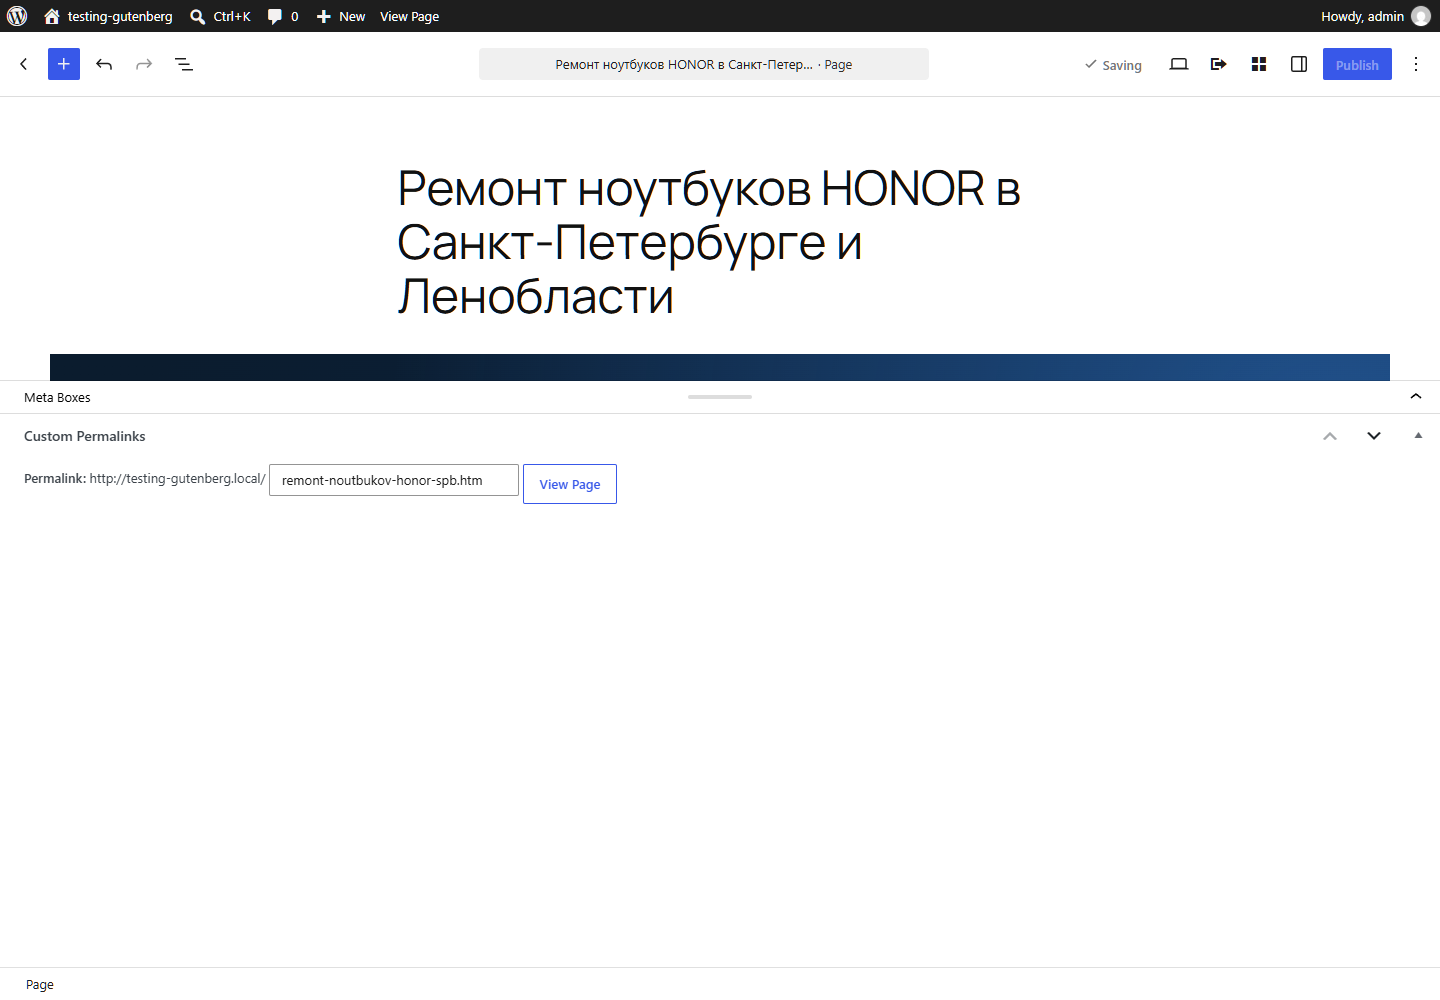 testing-gutenberg Ctrl+K 0 New View Page Howdy, admin
Ремонт ноутбуков HONOR в Санкт-Петер... · Page Saving Publish
Ремонт ноутбуков HONOR в
Санкт-Петербурге и
Ленобласти
Meta Boxes
Custom Permalinks
Permalink: http://testing-gutenberg.local/ remont-noutbukov-honor-spb.htm View Page
Page